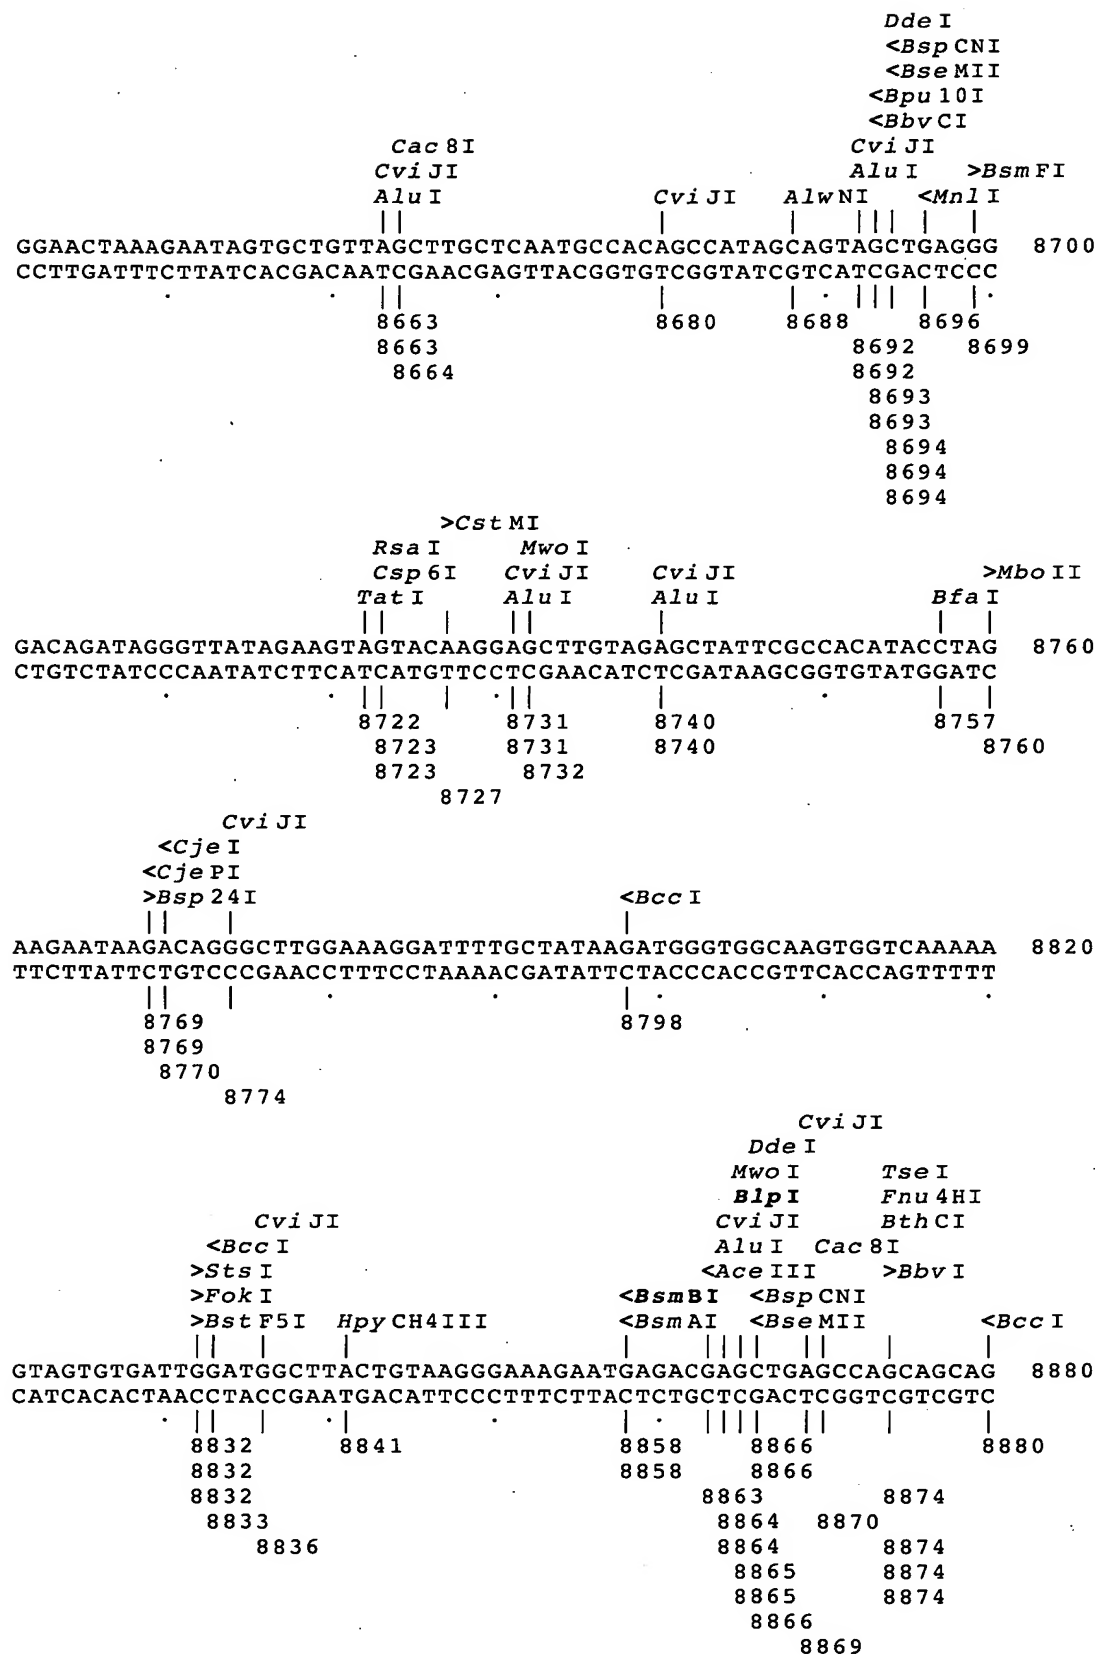 Dde I
<Bsp CNI
<Bse MII
<Bpu 10I
<Bbv CI
Cac 8I Cvi JI
Cvi JI Alu I >Bsm FI
Alu I Cvi JI Alw NI <Mnl I
GGAACTAAAGAATAGTGCTGTTAGCTTGCTCAATGCCACAGCCATAGCAGTAGCTGAGGG 8700
CCTTGATTTCTTATCACGACAATCGAACGAGTTACGGTGTCGGTATCGTCATCGACTCCC
8663 8680 8688 8696
8663 8692 8699
8664 8692
8693
8693
8694
8694
8694
>Cst MI
Rsa I Mwo I
Csp 6I Cvi JI Cvi JI >Mbo II
Tat I Alu I Alu I Bfa I
GACAGATAGGGTTATAGAAGTAGTACAAGGAGCTTGTAGAGCTATTCGCCACATACCTAG 8760
CTGTCTATCCCAATATCTTCATCATGTTCCTCGAACATCTCGATAAGCGGTGTATGGATC
8722 8731 8740 8757
8723 8731 8740 8760
8723 8732
8727
Cvi JI
<Cje I
<Cje PI
>Bsp 24I <Bcc I
AAGAATAAGACAGGGCTTGGAAAGGATTTTGCTATAAGATGGGTGGCAAGTGGTCAAAAA 8820
TTCTTATTCTGTCCCGAACCTTTCCTAAAACGATATTCTACCCACCGTTCACCAGTTTTT
8769 8798
8769
8770
8774
Cvi JI
Dde I
Mwo I Tse I
Blp I Fnu 4HI
Cvi JI Cvi JI Bth CI
<Bcc I Alu I Cac 8I
>Sts I <Ace III >Bbv I
>Fok I <Bsm BI <Bsp CNI
>Bst F5I Hpy CH4III <Bsm AI <Bse MII <Bcc I
GTAGTGTGATTGGATGGCTTACTGTAAGGGAAAGAATGAGACGAGCTGAGCCAGCAGCAG 8880
CATCACACTAACCTACCGAATGACATTCCCTTTCTTACTCTGCTCGACTCGGTCGTCGTC
8832 8841 8858 8866 8880
8832 8858 8866
8832 8863 8874
8833 8864 8870
8836 8864 8874
8865 8874
8865 8874
8866
8869